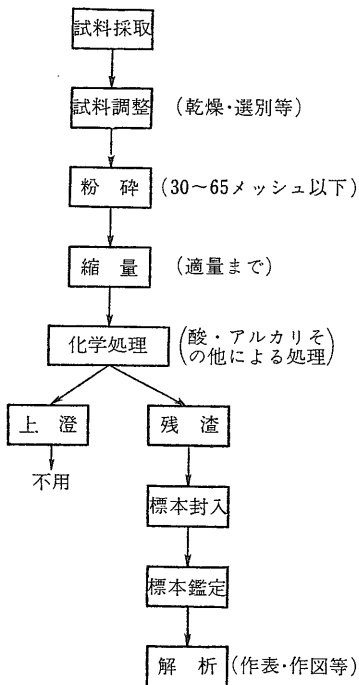 試料採取
試料調整 (乾燥・選別等)
粉砕 (30～65メッシュ以下)
縮量 (適量まで)
化学処理 (酸・アルカリそ
の他による処理)
上澄 残渣
不用
標本封入
標本鑑定
解析 (作表・作図等)